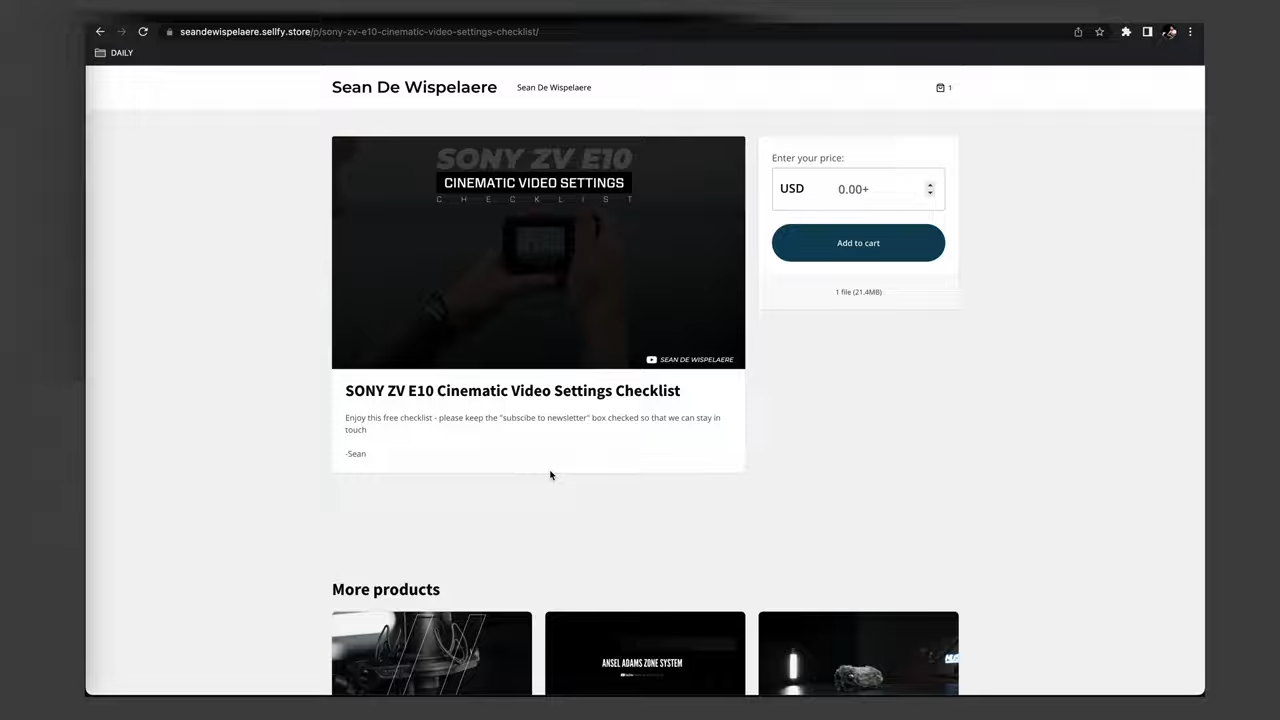 seandewispelaere.sellfy.store/p/sony-zv-e10-cinematic-video-settings-checklist/
DAILY
Sean De Wispelaere
Sean De Wispelaere
1
SONY ZV E10
CINEMATIC VIDEO SETTINGS
CHECKLIST
SEAN DE WISPELAERE
Enter your price:
USD
0.00+
Add to cart
1 file (21.4MB)
SONY ZV E10 Cinematic Video Settings Checklist
Enjoy this free checklist - please keep the "subscibe to newsletter" box checked so that we can stay in
touch
-Sean
More products
ANSEL ADAMS ZONE SYSTEM